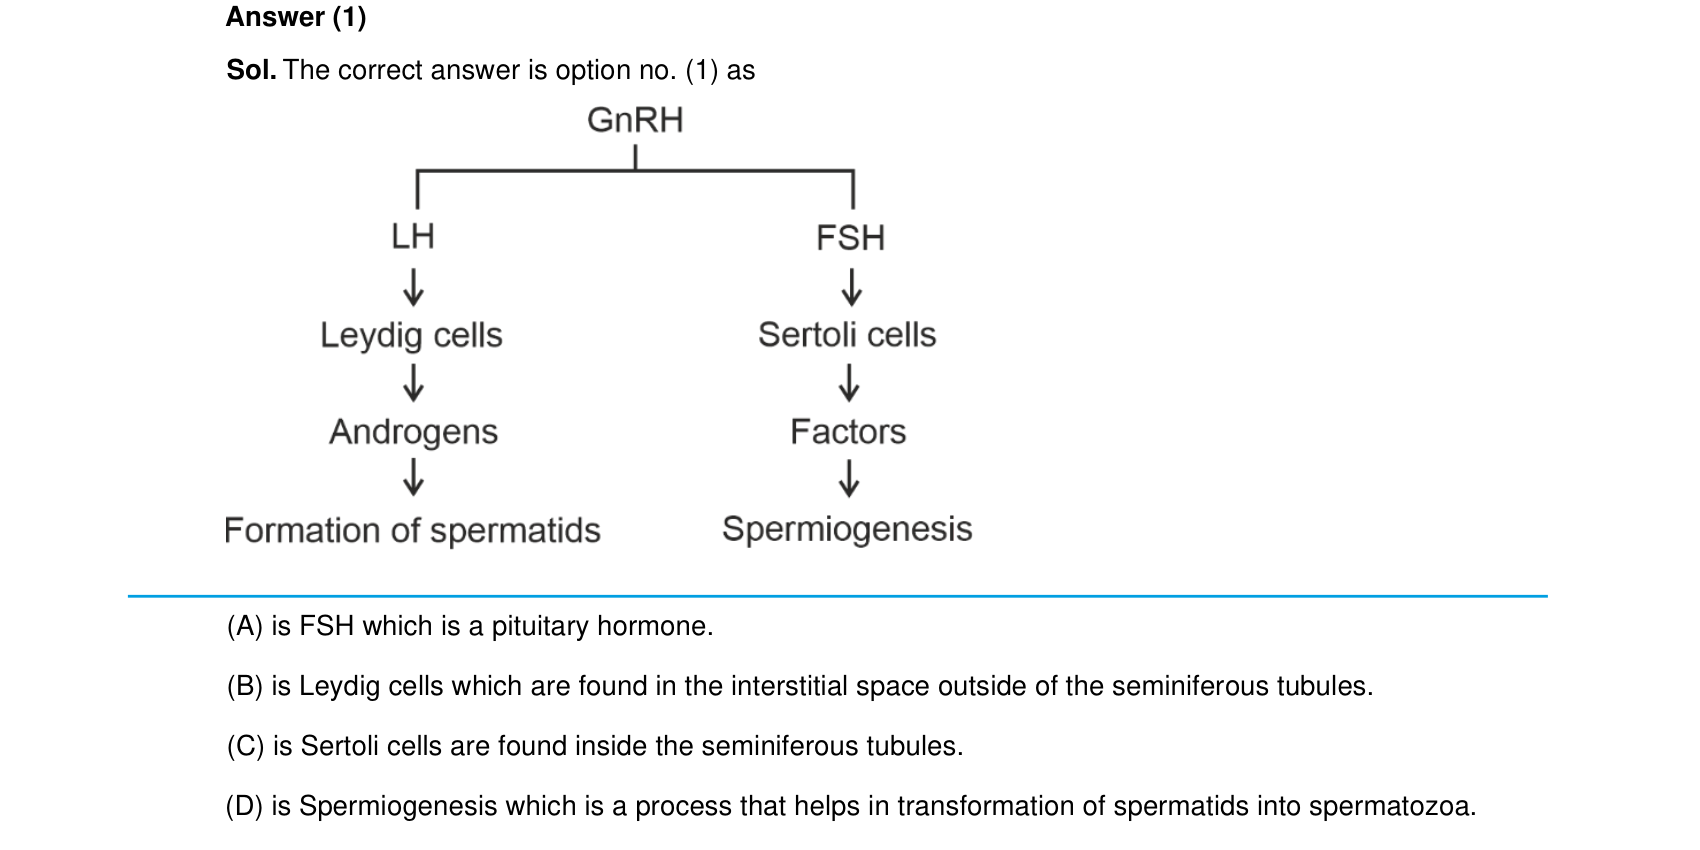 Answer (1)
Sol. The correct answer is option no. (1) as
GnRH
LH FSH
Leydig cells Sertoli cells
Androgens Factors
Formation of spermatids Spermiogenesis
(A) is FSH which is a pituitary hormone.
(B) is Leydig cells which are found in the interstitial space outside of the seminiferous tubules.
(C) is Sertoli cells are found inside the seminiferous tubules.
(D) is Spermiogenesis which is a process that helps in transformation of spermatids into spermatozoa.